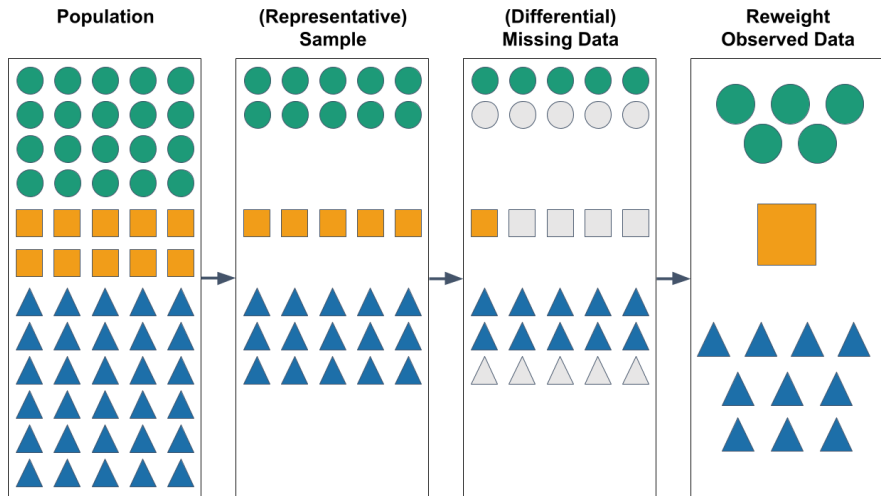 Population
(Representative)
Sample
(Differential)
Missing Data
Reweight
Observed Data